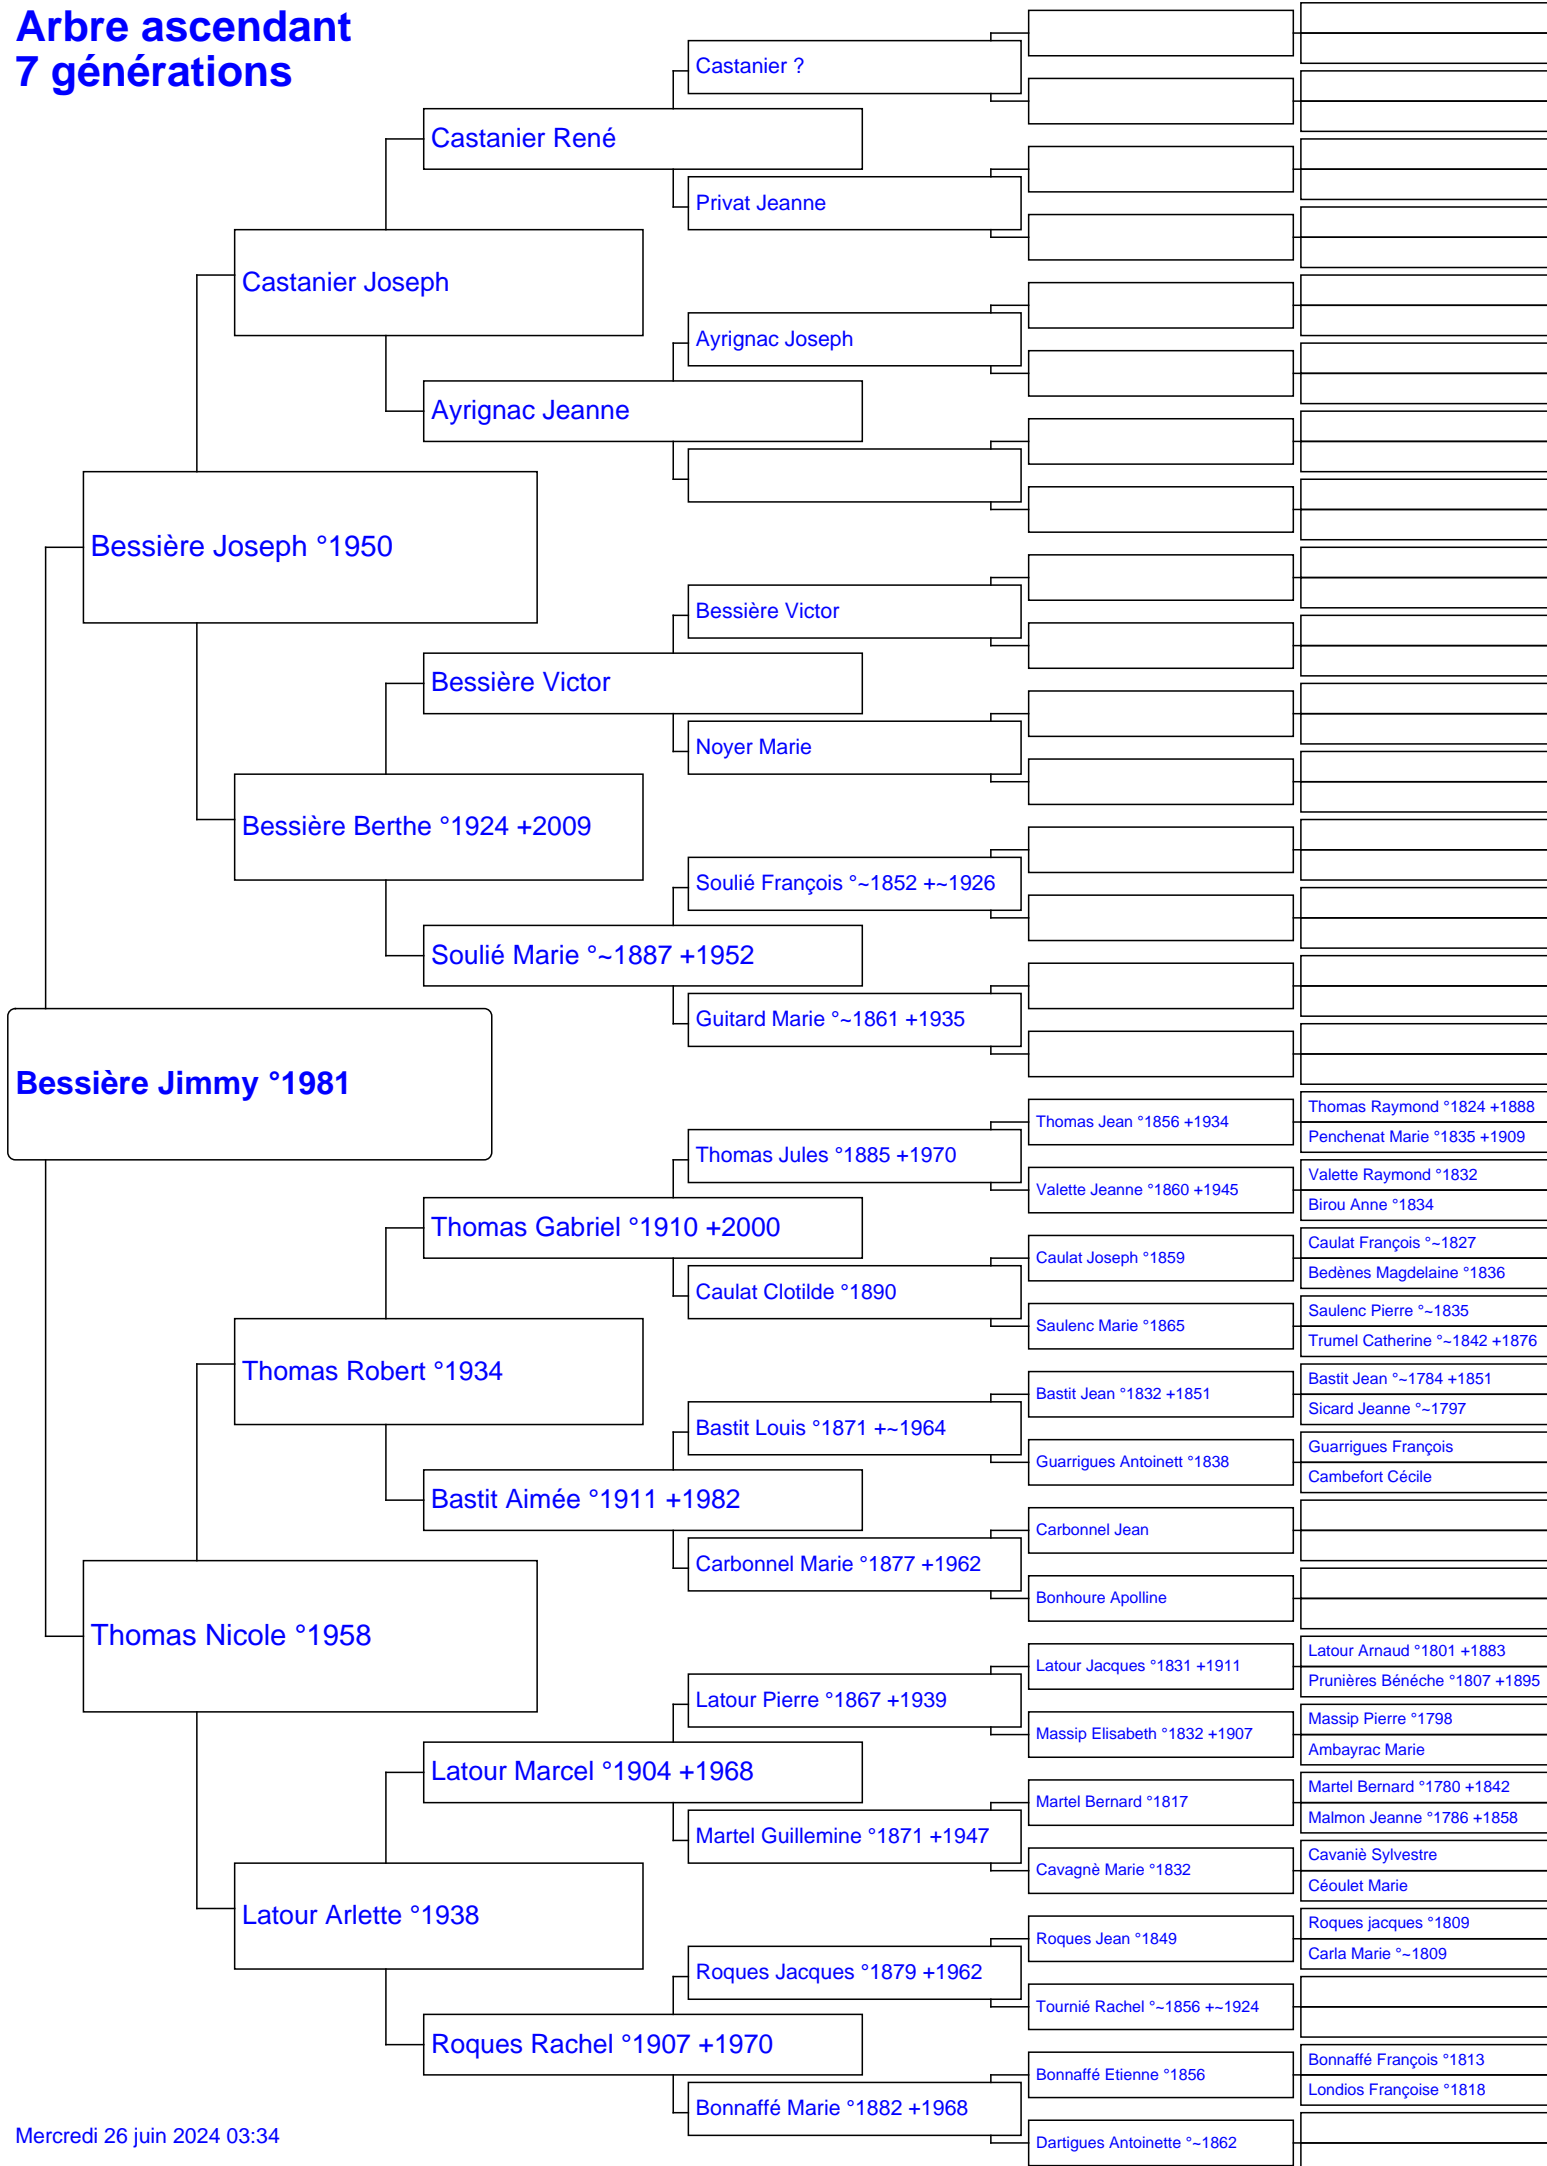 Arbre ascendant
7 générations
Castanier ?
Castanier René
Privat Jeanne
Castanier Joseph
Ayrignac Joseph
Ayrignac Jeanne
Bessière Joseph °1950
Bessière Victor
Bessière Victor
Noyer Marie
Bessière Berthe °1924 +2009
Soulié François °~1852 +~1926
Soulié Marie °~1887 +1952
Guitard Marie °~1861 +1935
Bessière Jimmy °1981
Thomas Raymond °1824 +1888
Thomas Jean °1856 +1934
Penchenat Marie °1835 +1909
Thomas Jules °1885 +1970
Valette Raymond °1832
Valette Jeanne °1860 +1945
Birou Anne °1834
Thomas Gabriel °1910 +2000
Caulat François °~1827
Caulat Joseph °1859
Bedènes Magdelaine °1836
Caulat Clotilde °1890
Saulenc Pierre °~1835
Saulenc Marie °1865
Trumel Catherine °~1842 +1876
Thomas Robert °1934
Bastit Jean °~1784 +1851
Bastit Jean °1832 +1851
Sicard Jeanne °~1797
Bastit Louis °1871 +~1964
Guarrigues François
Guarrigues Antoinett °1838
Cambefort Cécile
Bastit Aimée °1911 +1982
Carbonnel Jean
Carbonnel Marie °1877 +1962
Bonhoure Apolline
Thomas Nicole °1958
Latour Arnaud °1801 +1883
Latour Jacques °1831 +1911
Prunières Bénéche °1807 +1895
Latour Pierre °1867 +1939
Massip Pierre °1798
Massip Elisabeth °1832 +1907
Ambayrac Marie
Latour Marcel °1904 +1968
Martel Bernard °1780 +1842
Martel Bernard °1817
Malmon Jeanne °1786 +1858
Martel Guillemine °1871 +1947
Cavaniè Sylvestre
Cavagnè Marie °1832
Céoulet Marie
Latour Arlette °1938
Roques jacques °1809
Roques Jean °1849
Carla Marie °~1809
Roques Jacques °1879 +1962
Tournié Rachel °~1856 +~1924
Roques Rachel °1907 +1970
Bonnaffé François °1813
Bonnaffé Etienne °1856
Londios Françoise °1818
Bonnaffé Marie °1882 +1968
Dartigues Antoinette °~1862
Mercredi 26 juin 2024 03:34